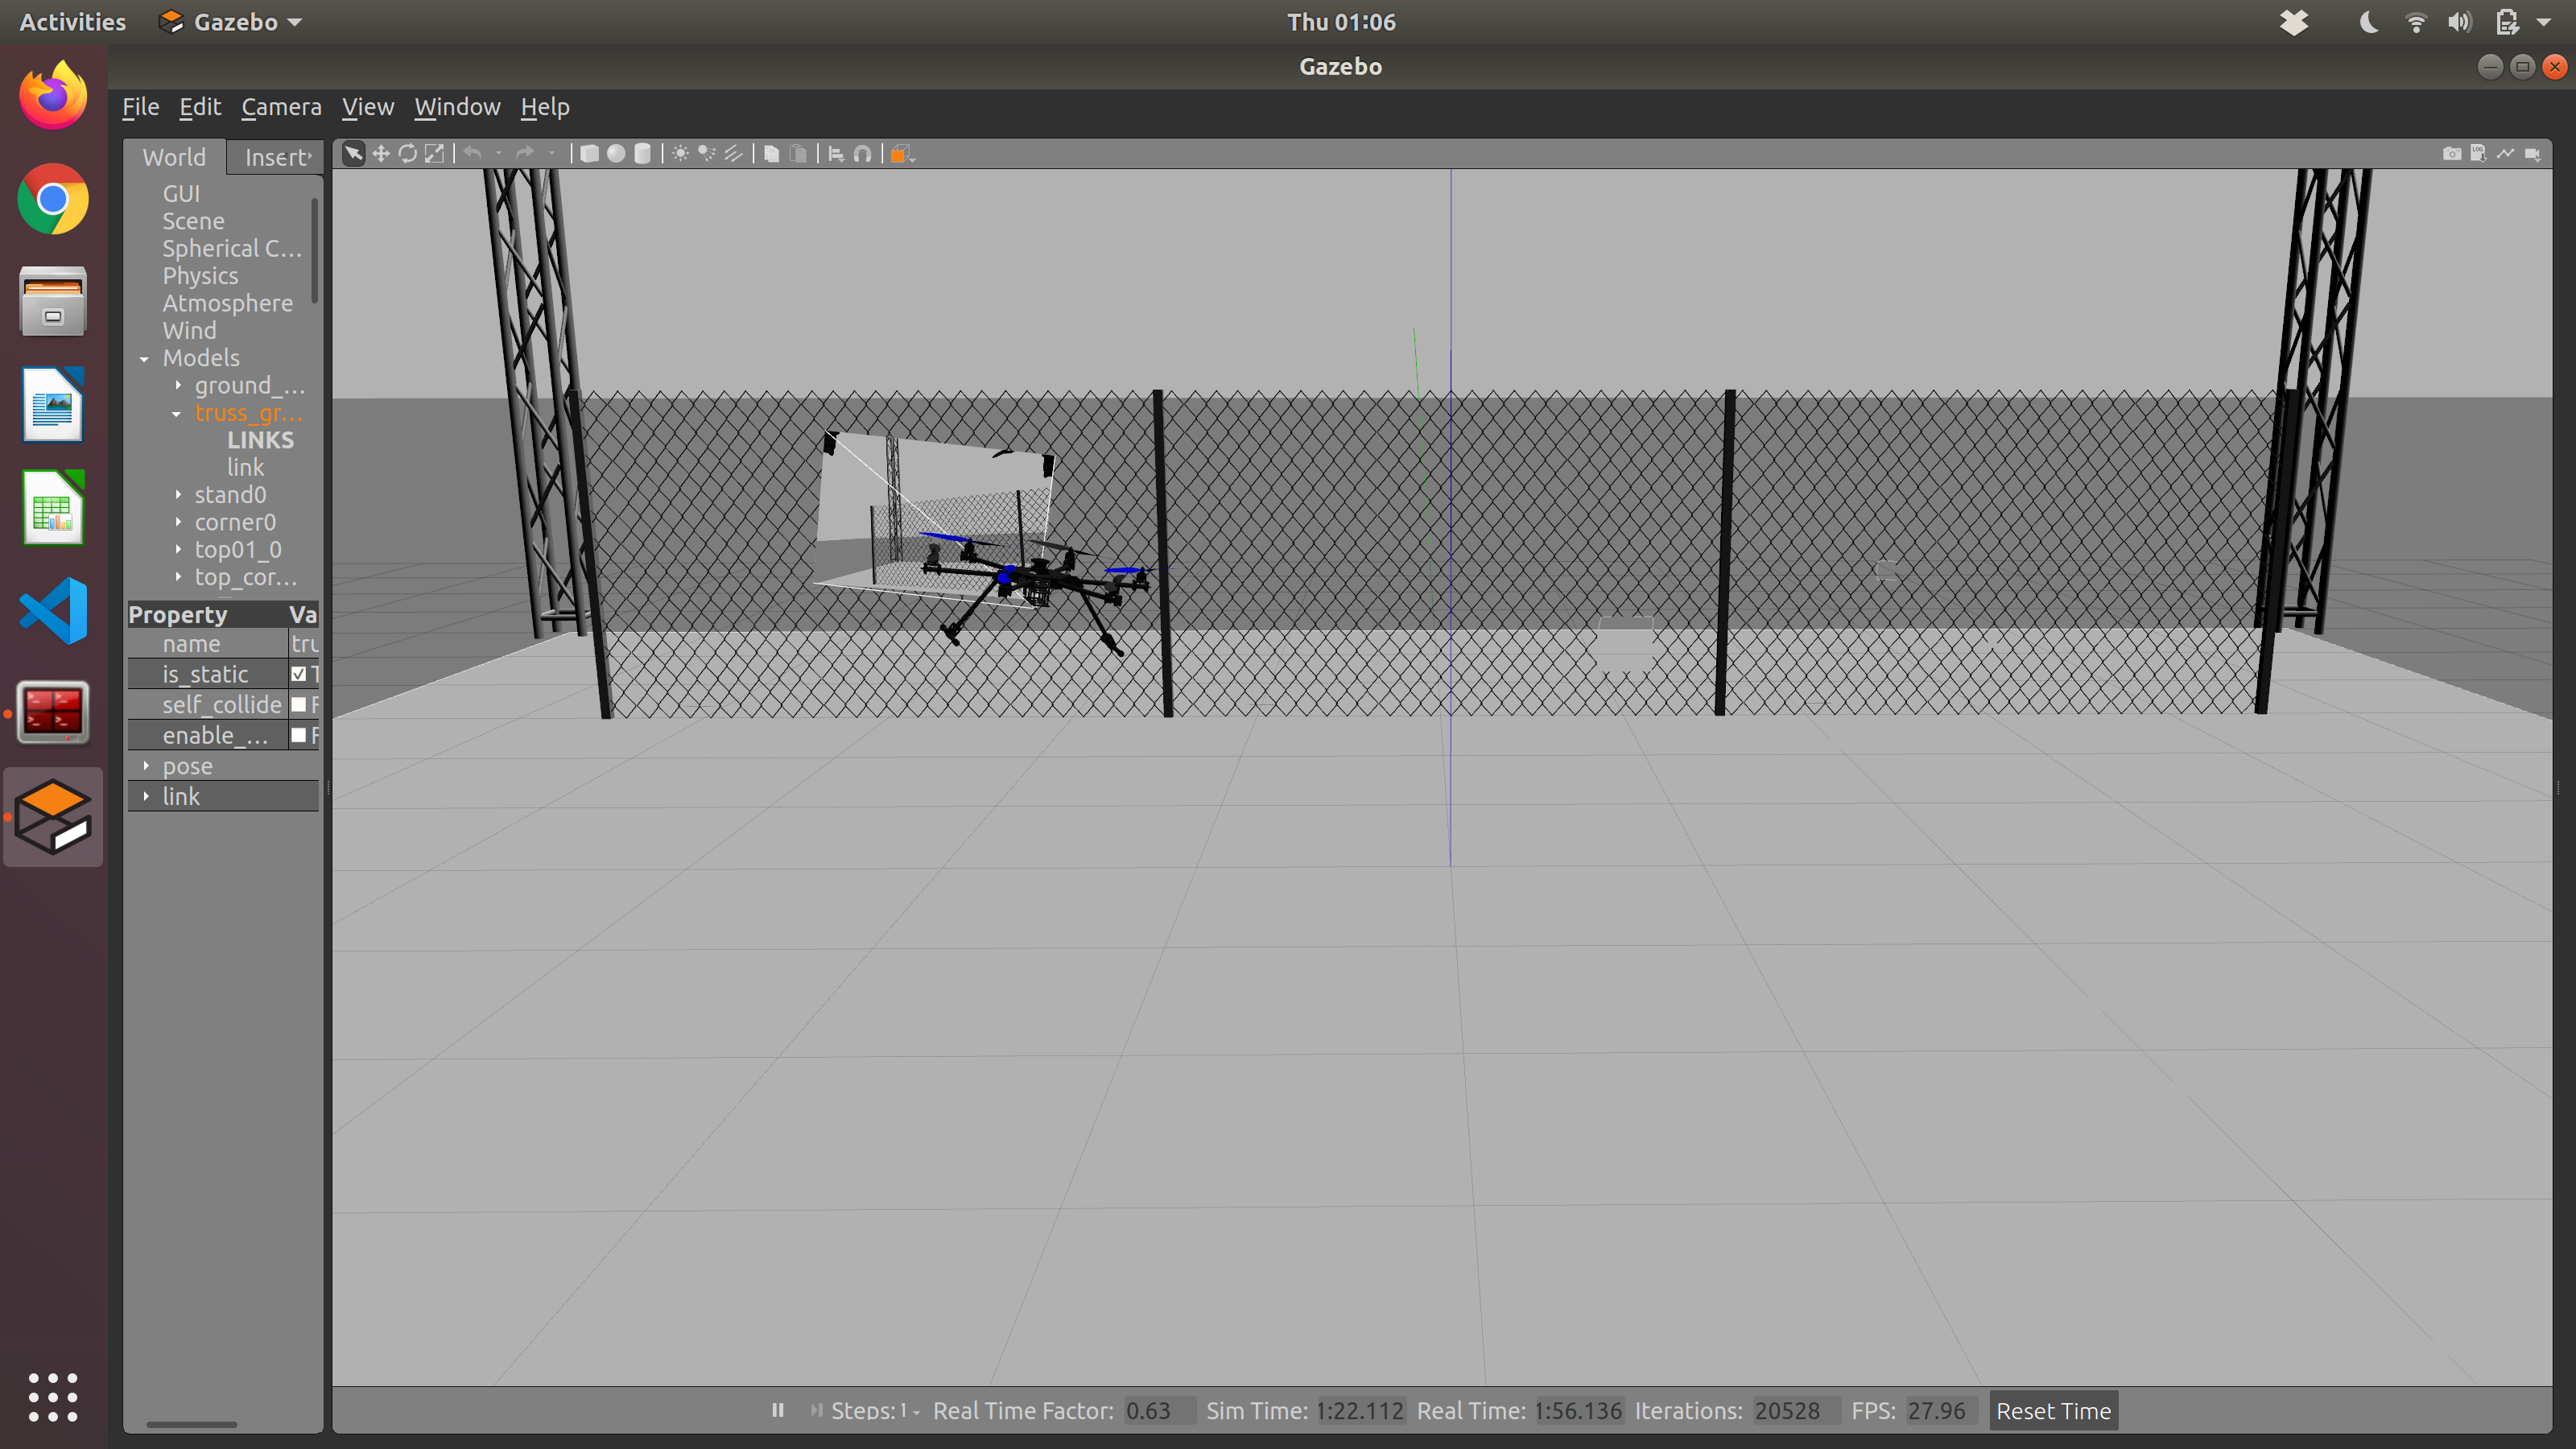 Activities Gazebo Thu 01:06
Gazebo
File Edit Camera View Window Help
World Insert
GUI
Scene
Spherical C...
Physics
Atmosphere
Wind
Models
ground_...
truss_gr...
LINKS
link
stand0
corner0
top01_0
top_cor...
Property Va
name tru
is_static T
self_collide F
enable_... F
pose
link
Steps: 1 Real Time Factor: 0.63 Sim Time: 1:22.112 Real Time: 1:56.136 Iterations: 20528 FPS: 27.96 Reset Time